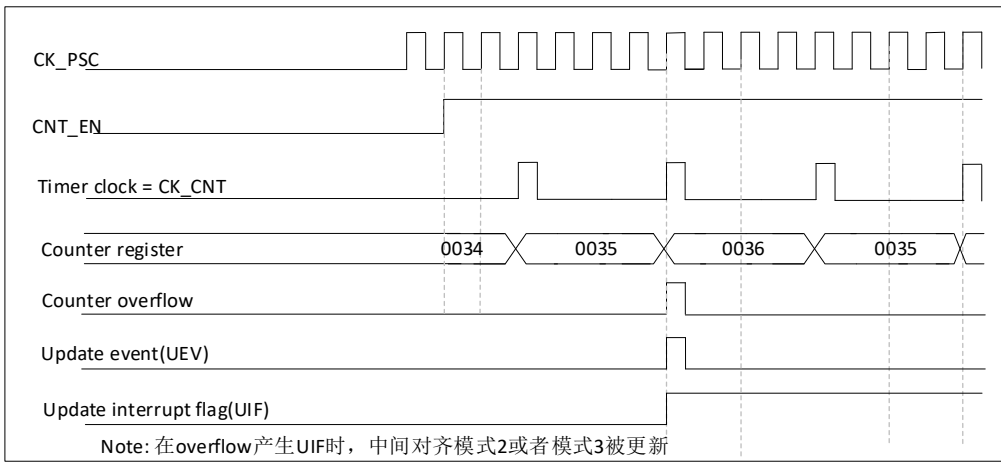 CK_PSC
CNT_EN
Timer clock = CK_CNT
Counter register 0034 0035 0036 0035
Counter overflow
Update event(UEV)
Update interrupt flag(UIF)
Note: 在overflow产生UIF时，中间对齐模式2或者模式3被更新